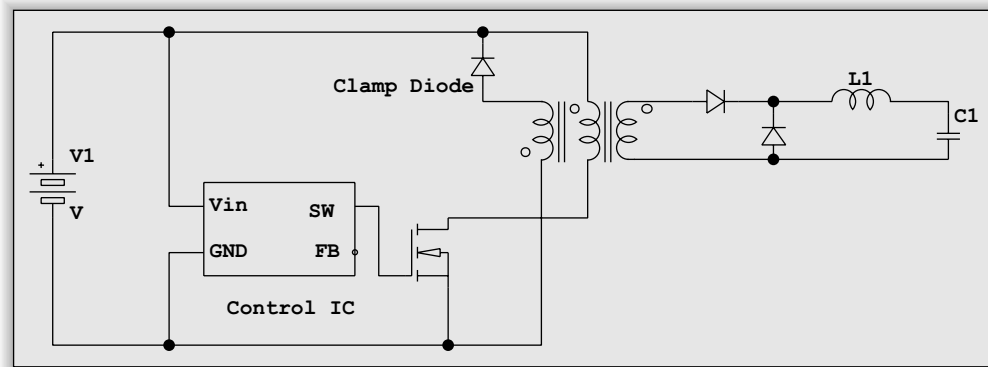 Clamp Diode
L1
C1
V1
+
V
Vin
SW
GND
FB
Control IC